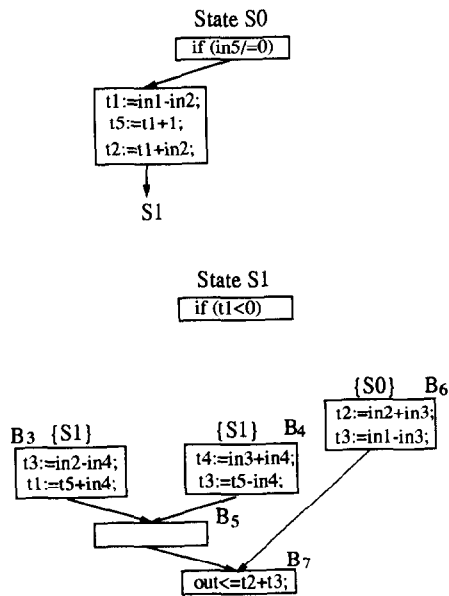 State S0
if (in5/=0)
t1:=in1-in2;
t5:=t1+1;
t2:=t1+in2;
S1
State S1
if (t1<0)
{S0} B6
t2:=in2+in3;
t3:=in1-in3;
B3 {S1}
t3:=in2-in4;
t1:=t5+in4;
{S1} B4
t4:=in3+in4;
t3:=t5-in4;
B5
B7
out<=t2+t3;